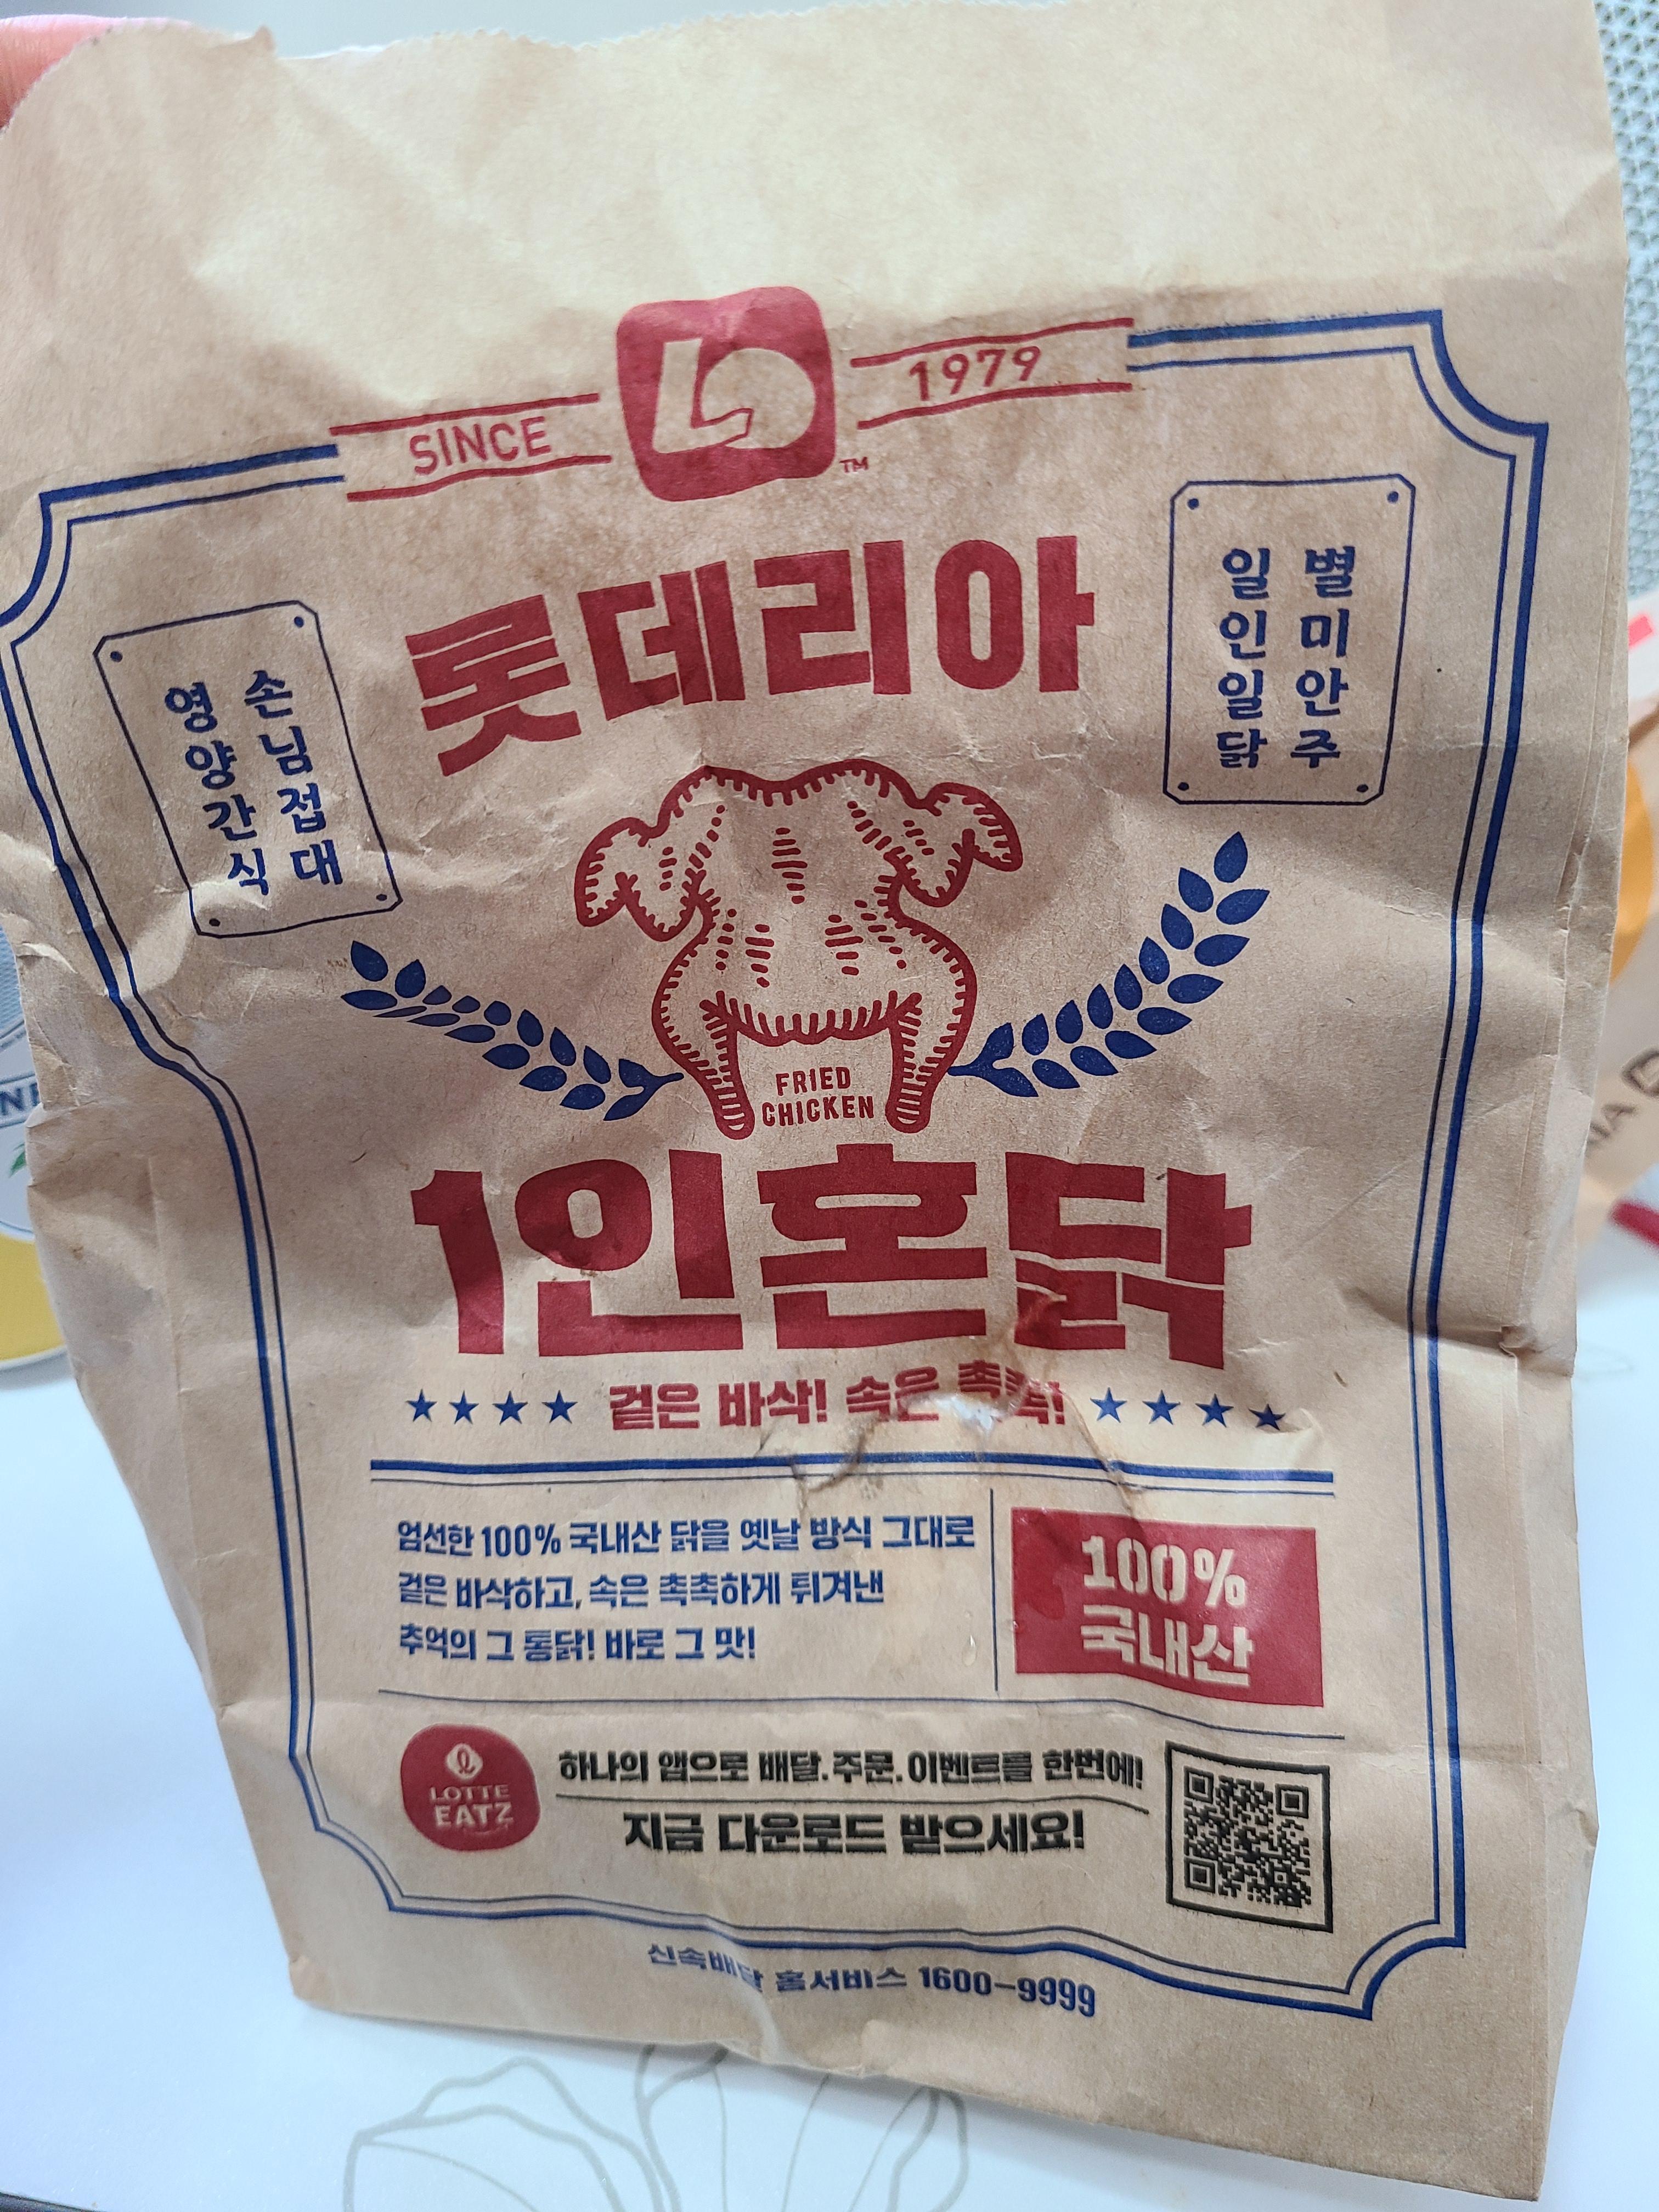 SINCE
1979
TM
롯데리아
별미안주
일인일닭
손님접대
영양간식
FRIED
CHICKEN
1인혼닭
겉은 바삭! 속은
엄선한 100% 국내산 닭을 옛날 방식 그대로
겉은 바삭하고, 속은 촉촉하게 튀겨낸
추억의 그 통닭! 바로 그 맛!
100%
국내산
LOTTE
EATZ
하나의 앱으로 배달.주문.이벤트를 한번에!
지금 다운로드 받으세요!
신속배달 홈서비스 1600-9999